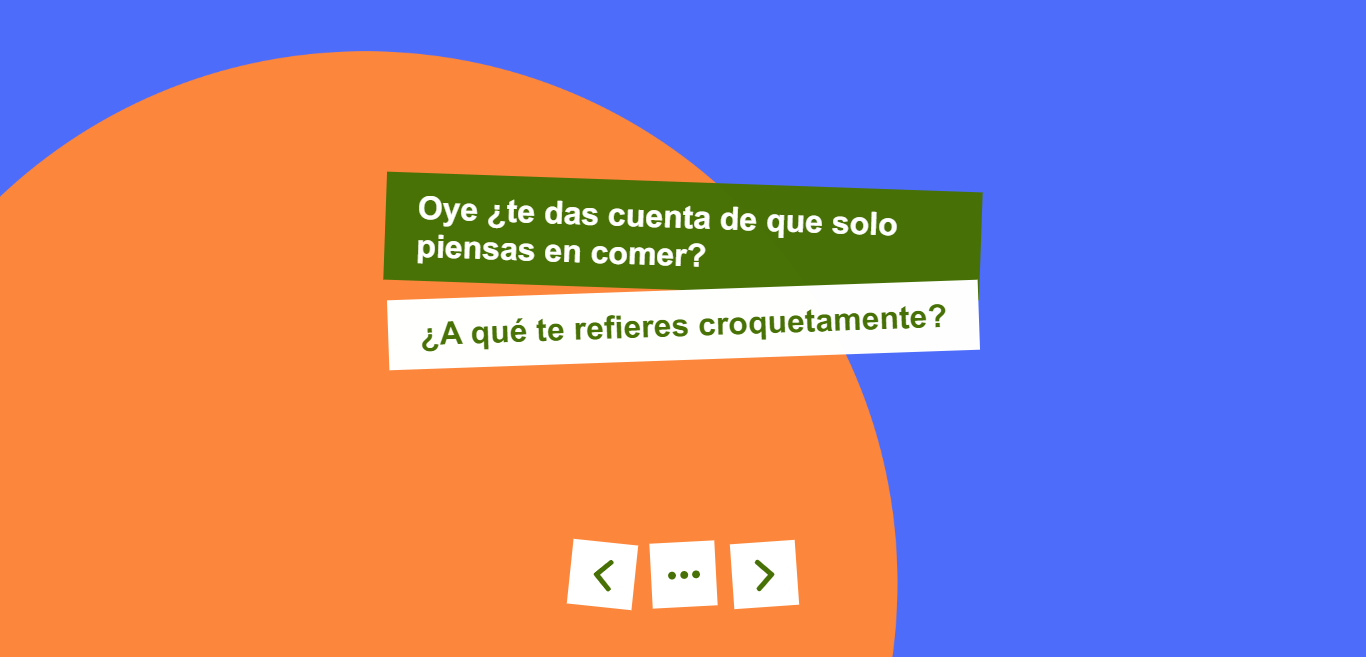 Oye ¿te das cuenta de que solo
piensas en comer?
¿A qué te refieres croquetamente?